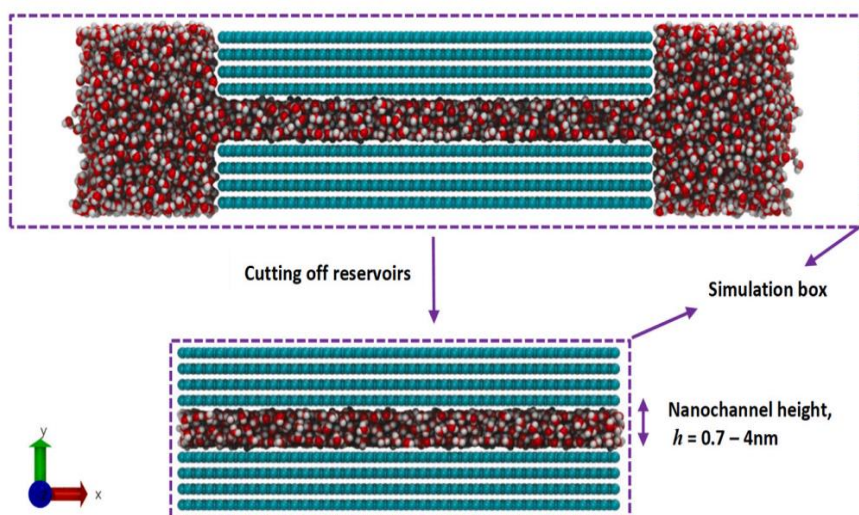 Cutting off reservoirs
Simulation box
Nanochannel height,
h = 0.7 – 4nm
y
x